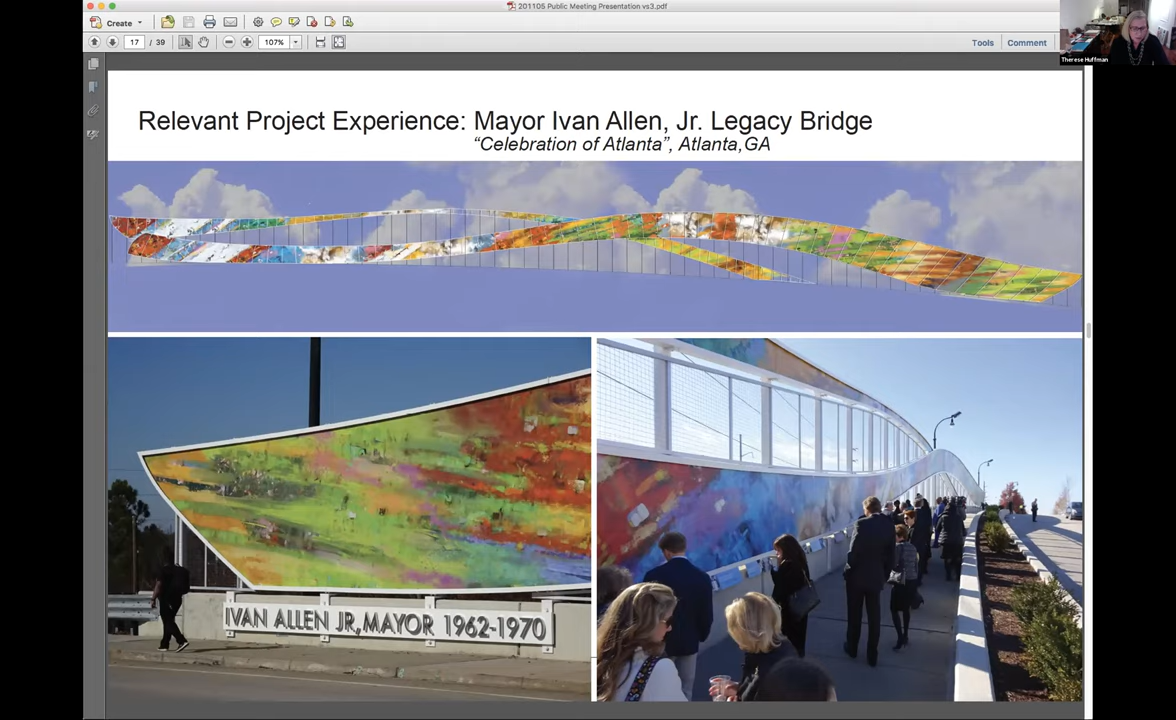 201105 Public Meeting Presentation vs3.pdf
Create
17 / 39
107%
Tools
Comment
Therese Huffman
Relevant Project Experience: Mayor Ivan Allen, Jr. Legacy Bridge
“Celebration of Atlanta”, Atlanta,GA
IVAN ALLEN JR, MAYOR 1962-1970